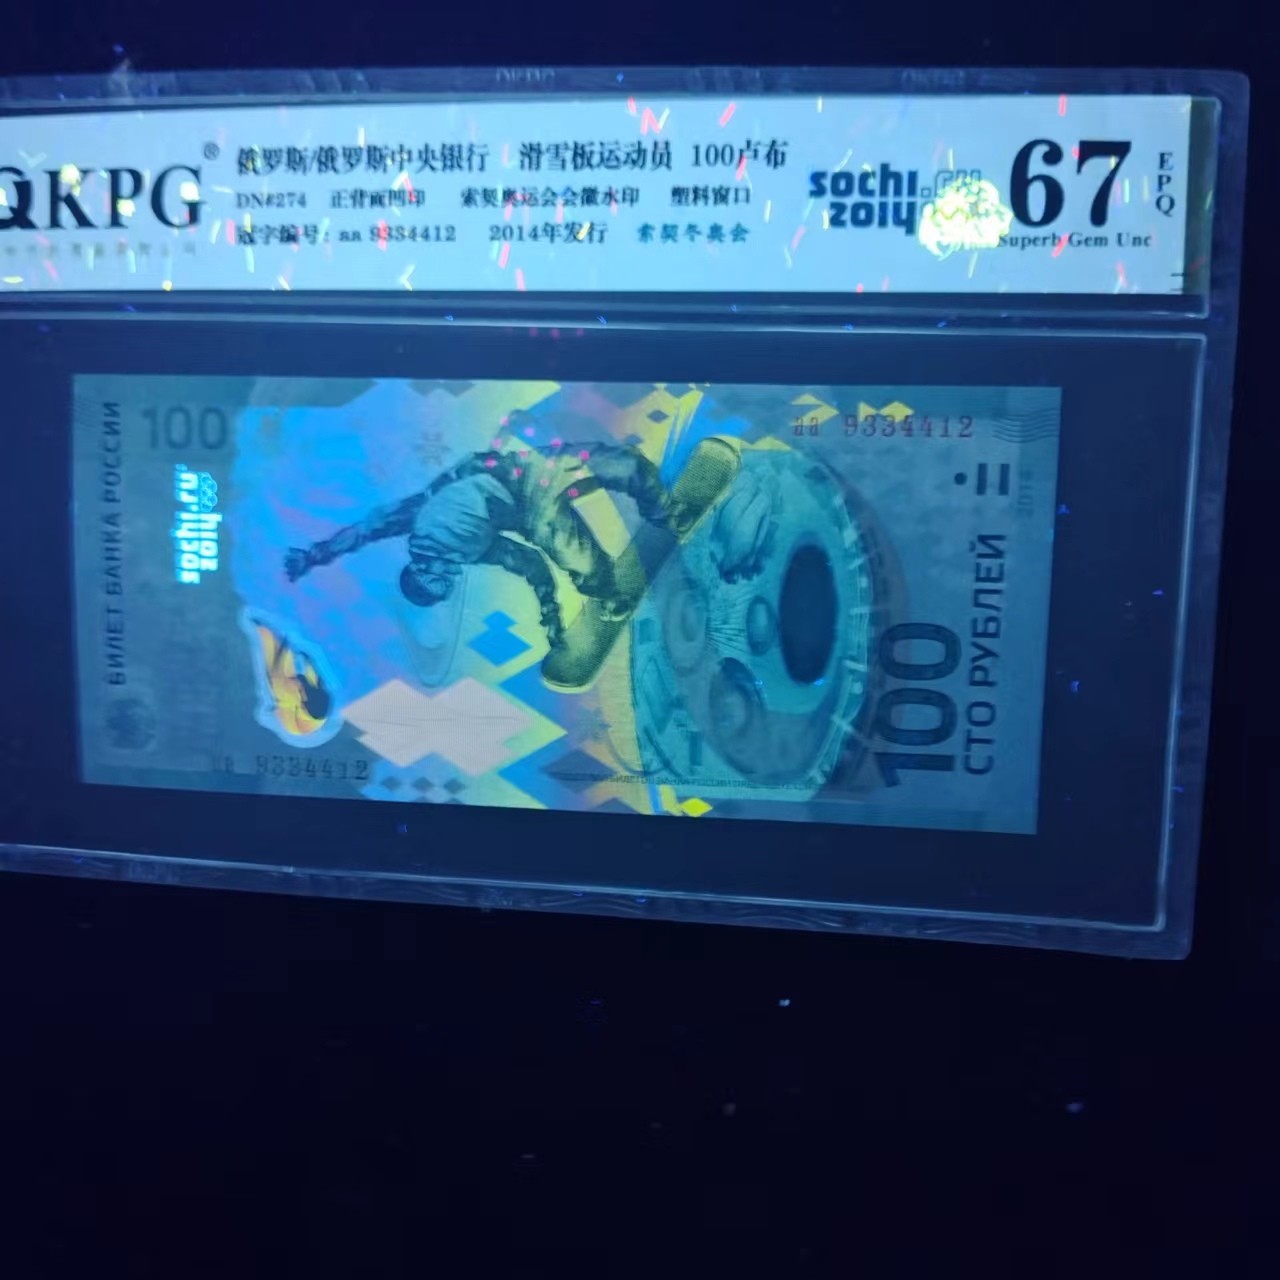 QKPG®
俄罗斯/俄罗斯中央银行 滑雪板运动员 100卢布
DN#274 正背面凹印 索契奥运会会徽水印 塑料窗口
冠字编号: aa 9334412 2014年发行 索契冬奥会
sochi.ru
2014
67
EPQ
Superb Gem Unc
БИЛЕТ БАНКА РОССИИ
100
sochi.ru
2014
aa 9334412
2014
100
СТО РУБЛЕЙ
aa 9334412